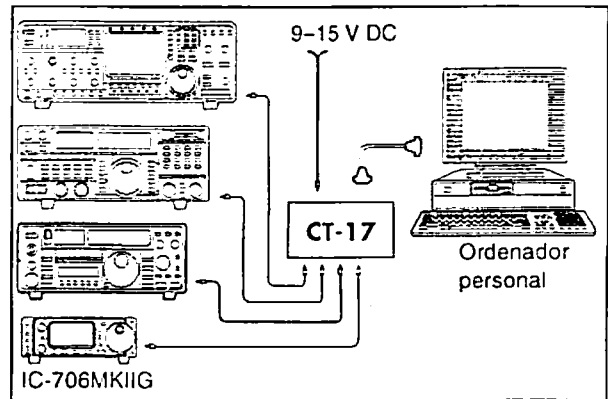 9–15 V DC
CT-17
Ordenador
personal
IC-706MKIIG